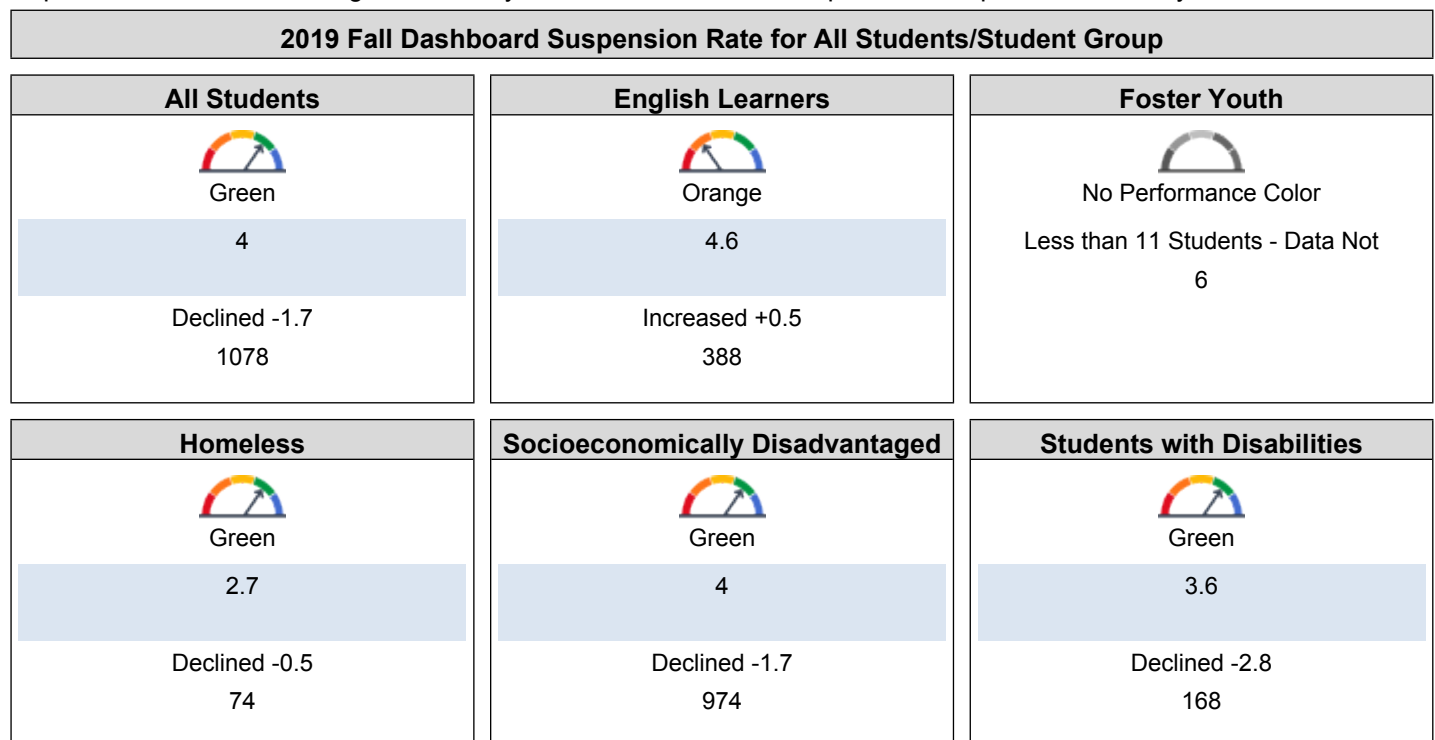 2019 Fall Dashboard Suspension Rate for All Students/Student Group
All Students
Green
4
Declined -1.7
1078
English Learners
Orange
4.6
Increased +0.5
388
Foster Youth
No Performance Color
Less than 11 Students - Data Not
6
Homeless
Green
2.7
Declined -0.5
74
Socioeconomically Disadvantaged
Green
4
Declined -1.7
974
Students with Disabilities
Green
3.6
Declined -2.8
168